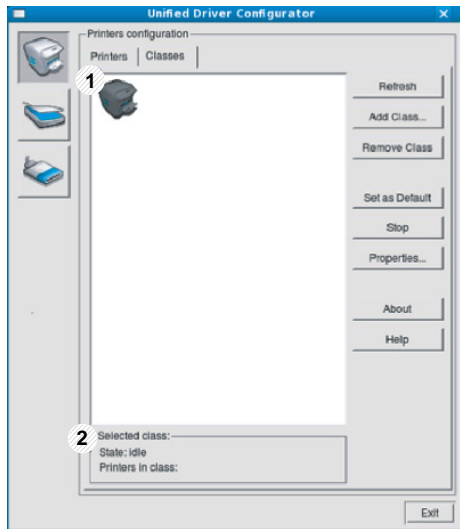 Unified Driver Configurator
Printers configuration
Printers Classes
1
Refresh
Add Class...
Remove Class
Set as Default
Stop
Properties...
About
Help
2
Selected class:
State: idle
Printers in class:
Exit